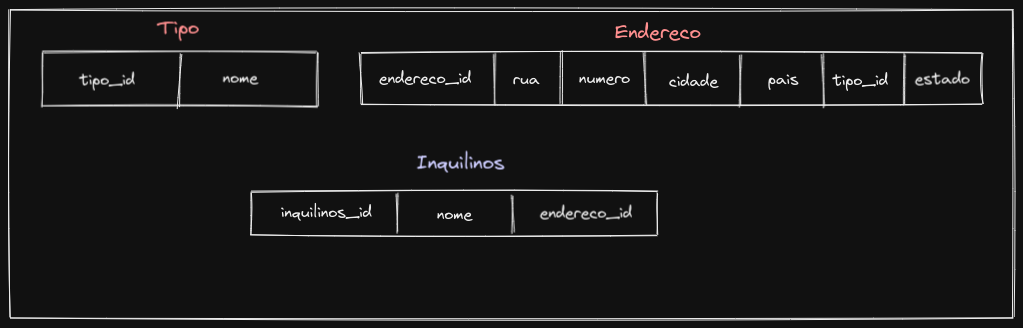 Tipo
Endereco
tipo_id nome
endereco_id rua numero cidade pais tipo_id estado
Inquilinos
inquilinos_id nome endereco_id